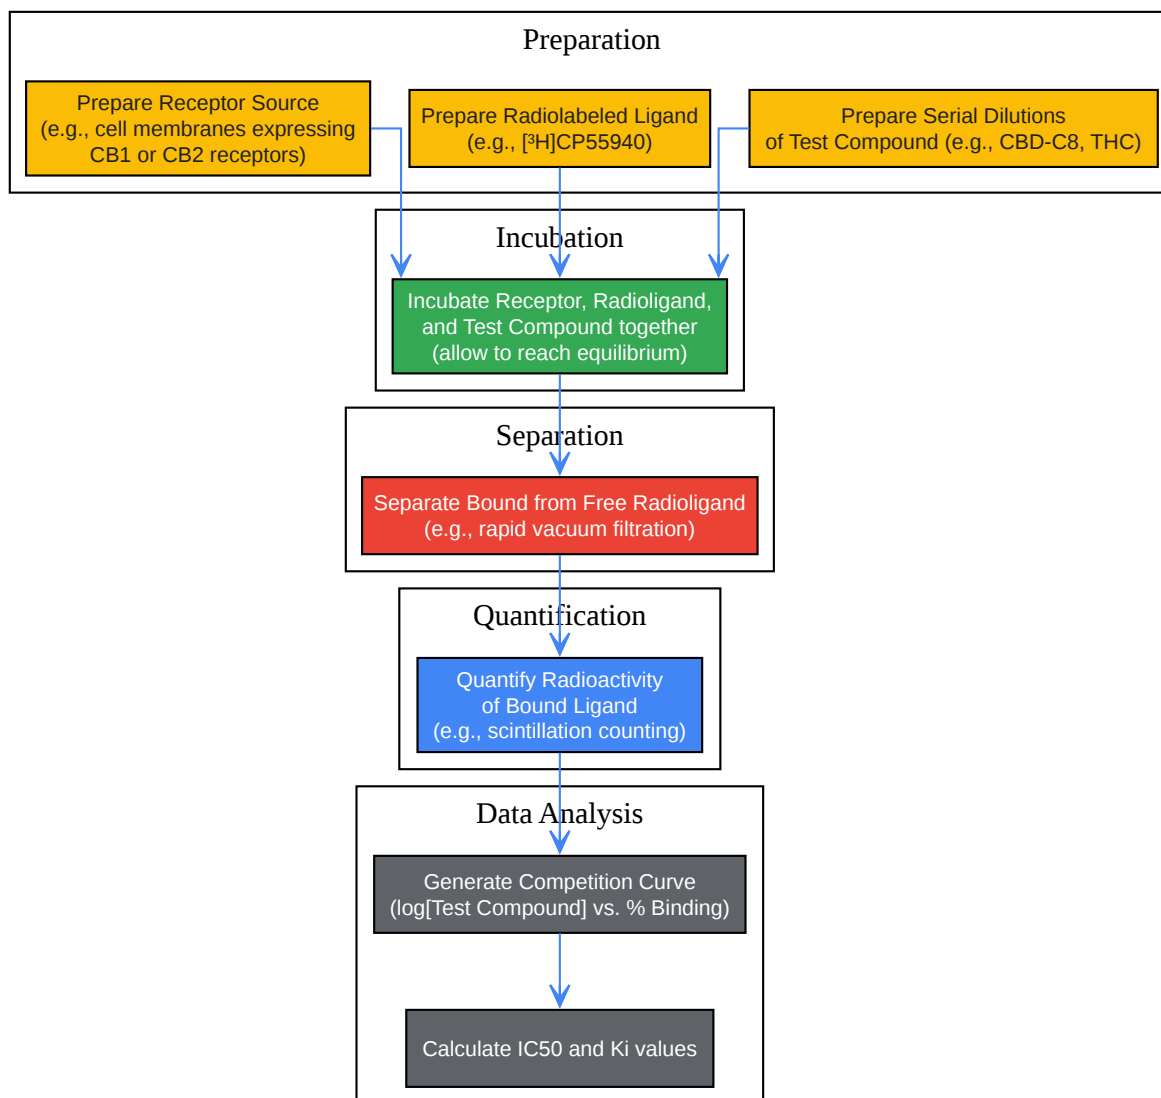 Preparation
Prepare Receptor Source
(e.g., cell membranes expressing
CB1 or CB2 receptors)
Prepare Radiolabeled Ligand
(e.g., [³H]CP55940)
Prepare Serial Dilutions
of Test Compound (e.g., CBD-C8, THC)
Incubation
Incubate Receptor, Radioligand,
and Test Compound together
(allow to reach equilibrium)
Separation
Separate Bound from Free Radioligand
(e.g., rapid vacuum filtration)
Quantification
Quantify Radioactivity
of Bound Ligand
(e.g., scintillation counting)
Data Analysis
Generate Competition Curve
(log[Test Compound] vs. % Binding)
Calculate IC50 and Ki values